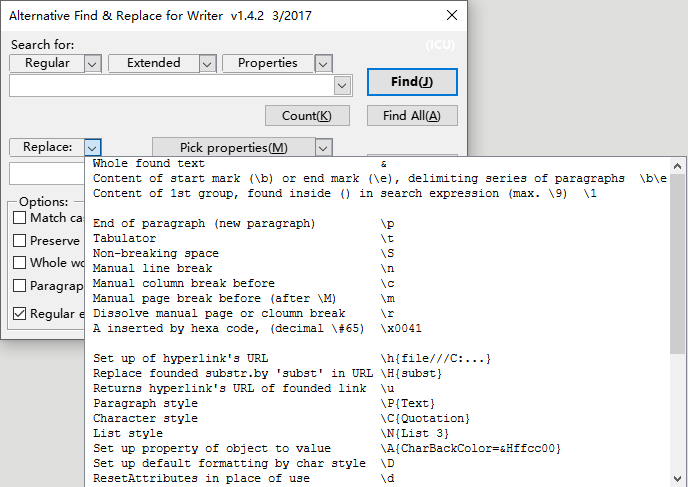 Alternative Find & Replace for Writer v1.4.2 3/2017
Search for:
(ICU)
Regular Extended Properties
Find(J)
Count(K) Find All(A)
Replace: Pick properties(M)
Whole found text &
Content of start mark (\b) or end mark (\e), delimiting series of paragraphs \b\e
Content of 1st group, found inside () in search expression (max. \9) \1
End of paragraph (new paragraph) \p
Tabulator \t
Non-breaking space \S
Manual line break \n
Manual column break before \c
Manual page break before (after \M) \m
Dissolve manual page or cloumn break \r
A inserted by hexa code, (decimal \#65) \x0041
Set up of hyperlink's URL \h{file///C:...}
Replace founded substr.by 'subst' in URL \H{subst}
Returns hyperlink's URL of founded link \u
Paragraph style \P{Text}
Character style \C{Quotation}
List style \N{List 3}
Set up property of object to value \A{CharBackColor=&Hffcc00}
Set up default formatting by char style \D
ResetAttributes in place of use \d
Options:
Match cas
Preserve
Whole wo
Paragrap
Regular e